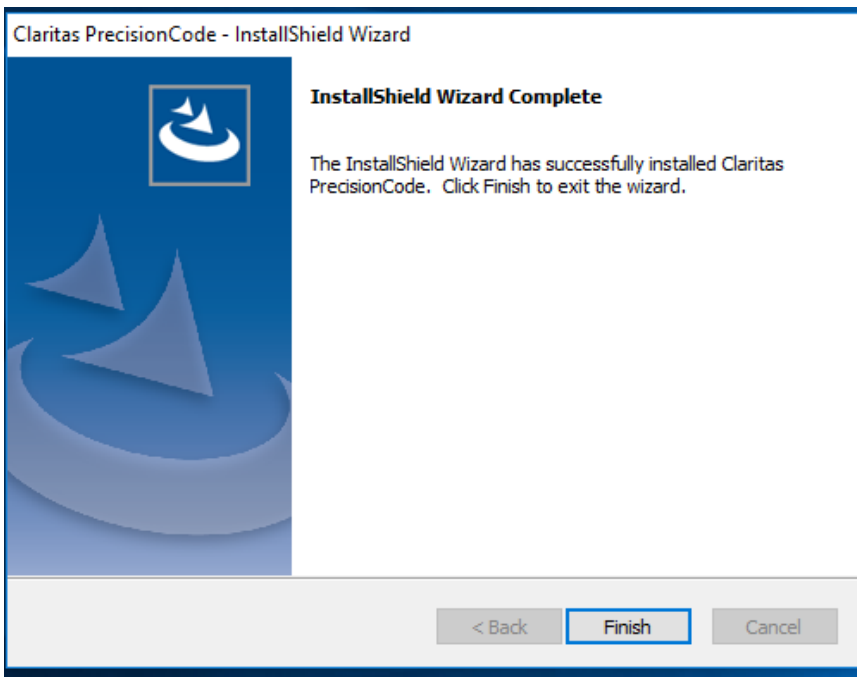 Claritas PrecisionCode - InstallShield Wizard
InstallShield Wizard Complete
The InstallShield Wizard has successfully installed Claritas
PrecisionCode.  Click Finish to exit the wizard.
< Back
Finish
Cancel